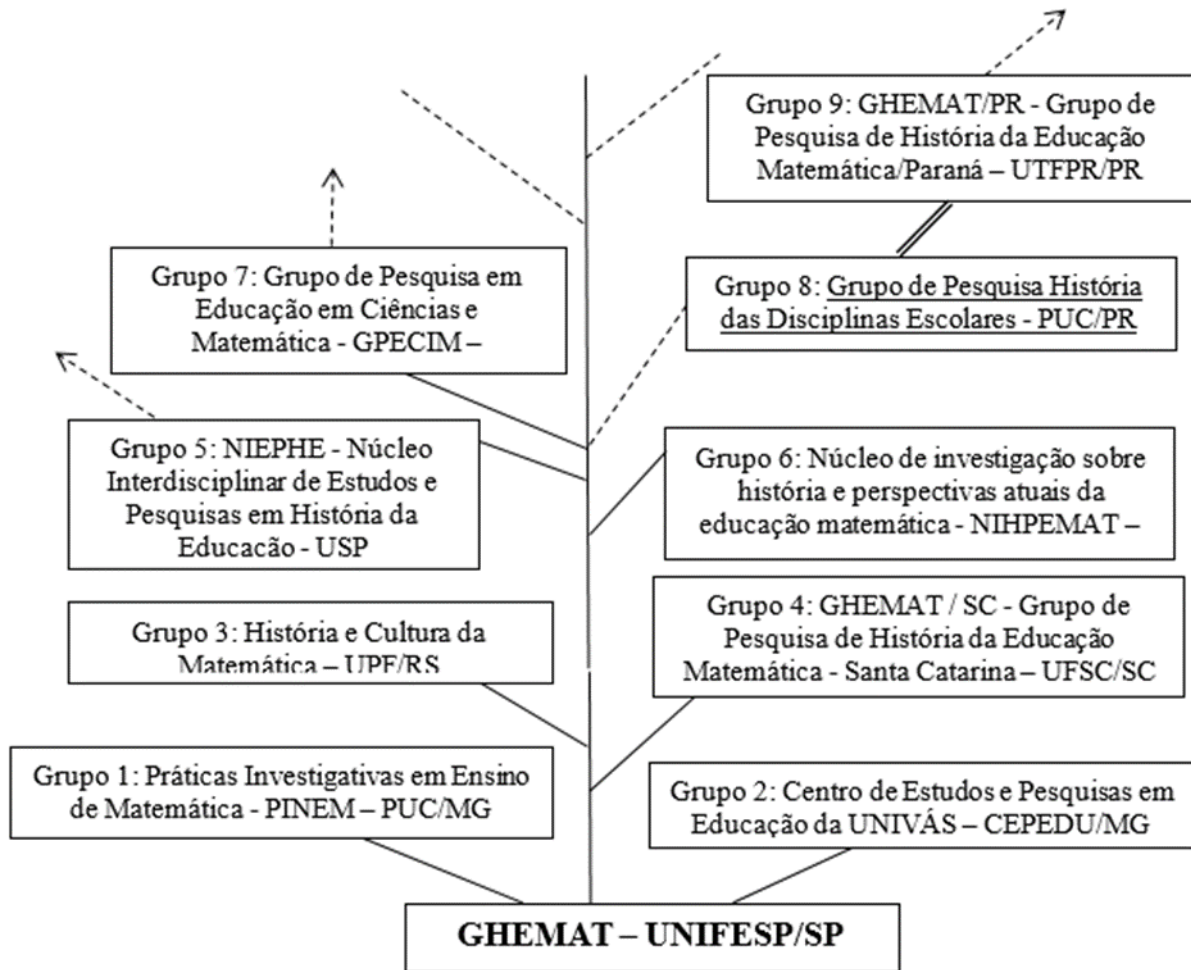 Grupo 9: GHEMAT/PR - Grupo de
Pesquisa de História da Educação
Matemática/Paraná – UTFPR/PR
Grupo 7: Grupo de Pesquisa em
Educação em Ciências e
Matemática - GPECIM –
Grupo 8: Grupo de Pesquisa História
das Disciplinas Escolares - PUC/PR
Grupo 5: NIEPHE - Núcleo
Interdisciplinar de Estudos e
Pesquisas em História da
Educação - USP
Grupo 6: Núcleo de investigação sobre
história e perspectivas atuais da
educação matemática - NIHPEMAT –
Grupo 3: História e Cultura da
Matemática – UPF/RS
Grupo 4: GHEMAT / SC - Grupo de
Pesquisa de História da Educação
Matemática - Santa Catarina – UFSC/SC
Grupo 1: Práticas Investigativas em Ensino
de Matemática - PINEM – PUC/MG
Grupo 2: Centro de Estudos e Pesquisas em
Educação da UNIVÁS – CEPEDU/MG
GHEMAT – UNIFESP/SP